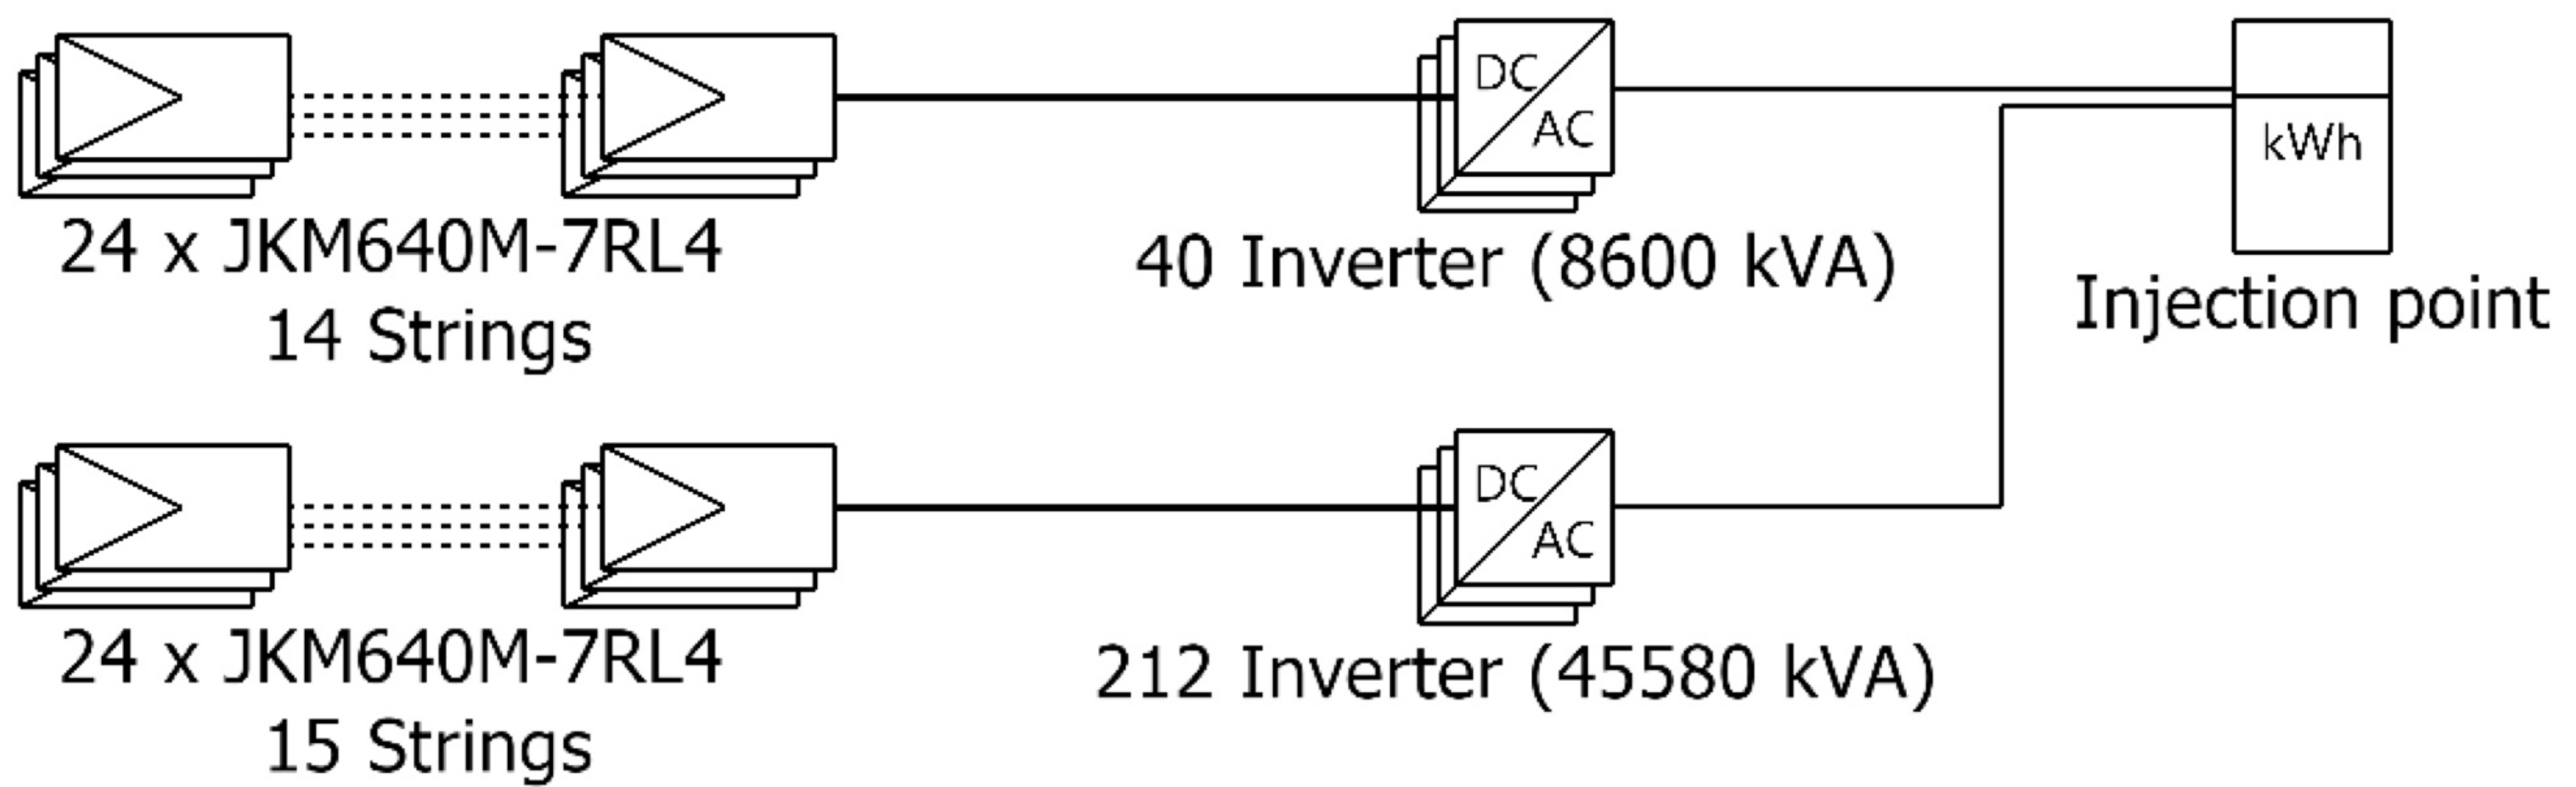 DC
AC
kWh
24 x JKM640M-7RL4
14 Strings
40 Inverter (8600 kVA)
Injection point
DC
AC
24 x JKM640M-7RL4
15 Strings
212 Inverter (45580 kVA)